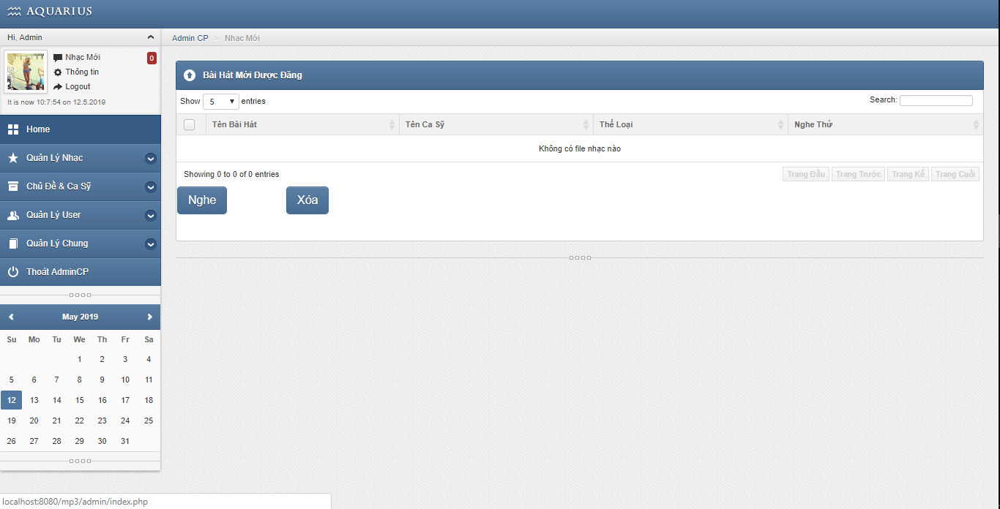 AQUARIUS
Hi, Admin
Admin CP > Nhạc Mới
Nhạc Mới 0
Thông tin
Logout
It is now 10:7:54 on 12.5.2019
Home
Quản Lý Nhạc
Chủ Đề & Ca Sỹ
Quản Lý User
Quản Lý Chung
Thoát AdminCP
May 2019
Su Mo Tu We Th Fr Sa
1 2 3 4
5 6 7 8 9 10 11
12 13 14 15 16 17 18
19 20 21 22 23 24 25
26 27 28 29 30 31
Bài Hát Mới Được Đăng
Show 5 entries Search:
Tên Bài Hát Tên Ca Sỹ Thể Loại Nghe Thử
Không có file nhạc nào
Showing 0 to 0 of 0 entries Trang Đầu Trang Trước Trang Kế Trang Cuối
Nghe Xóa
localhost:8080/mp3/admin/index.php